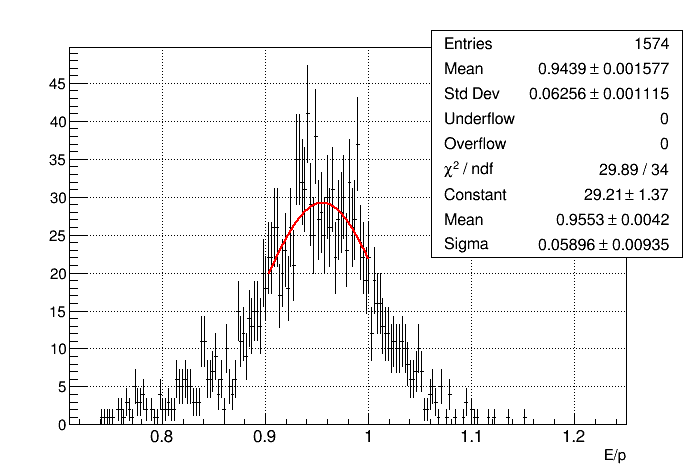 Entries 1574
Mean 0.9439 ± 0.001577
Std Dev 0.06256 ± 0.001115
Underflow 0
Overflow 0
χ² / ndf 29.89 / 34
Constant 29.21 ± 1.37
Mean 0.9553 ± 0.0042
Sigma 0.05896 ± 0.00935
45
40
35
30
25
20
15
10
5
0
0.8 0.9 1 1.1 1.2
E/p